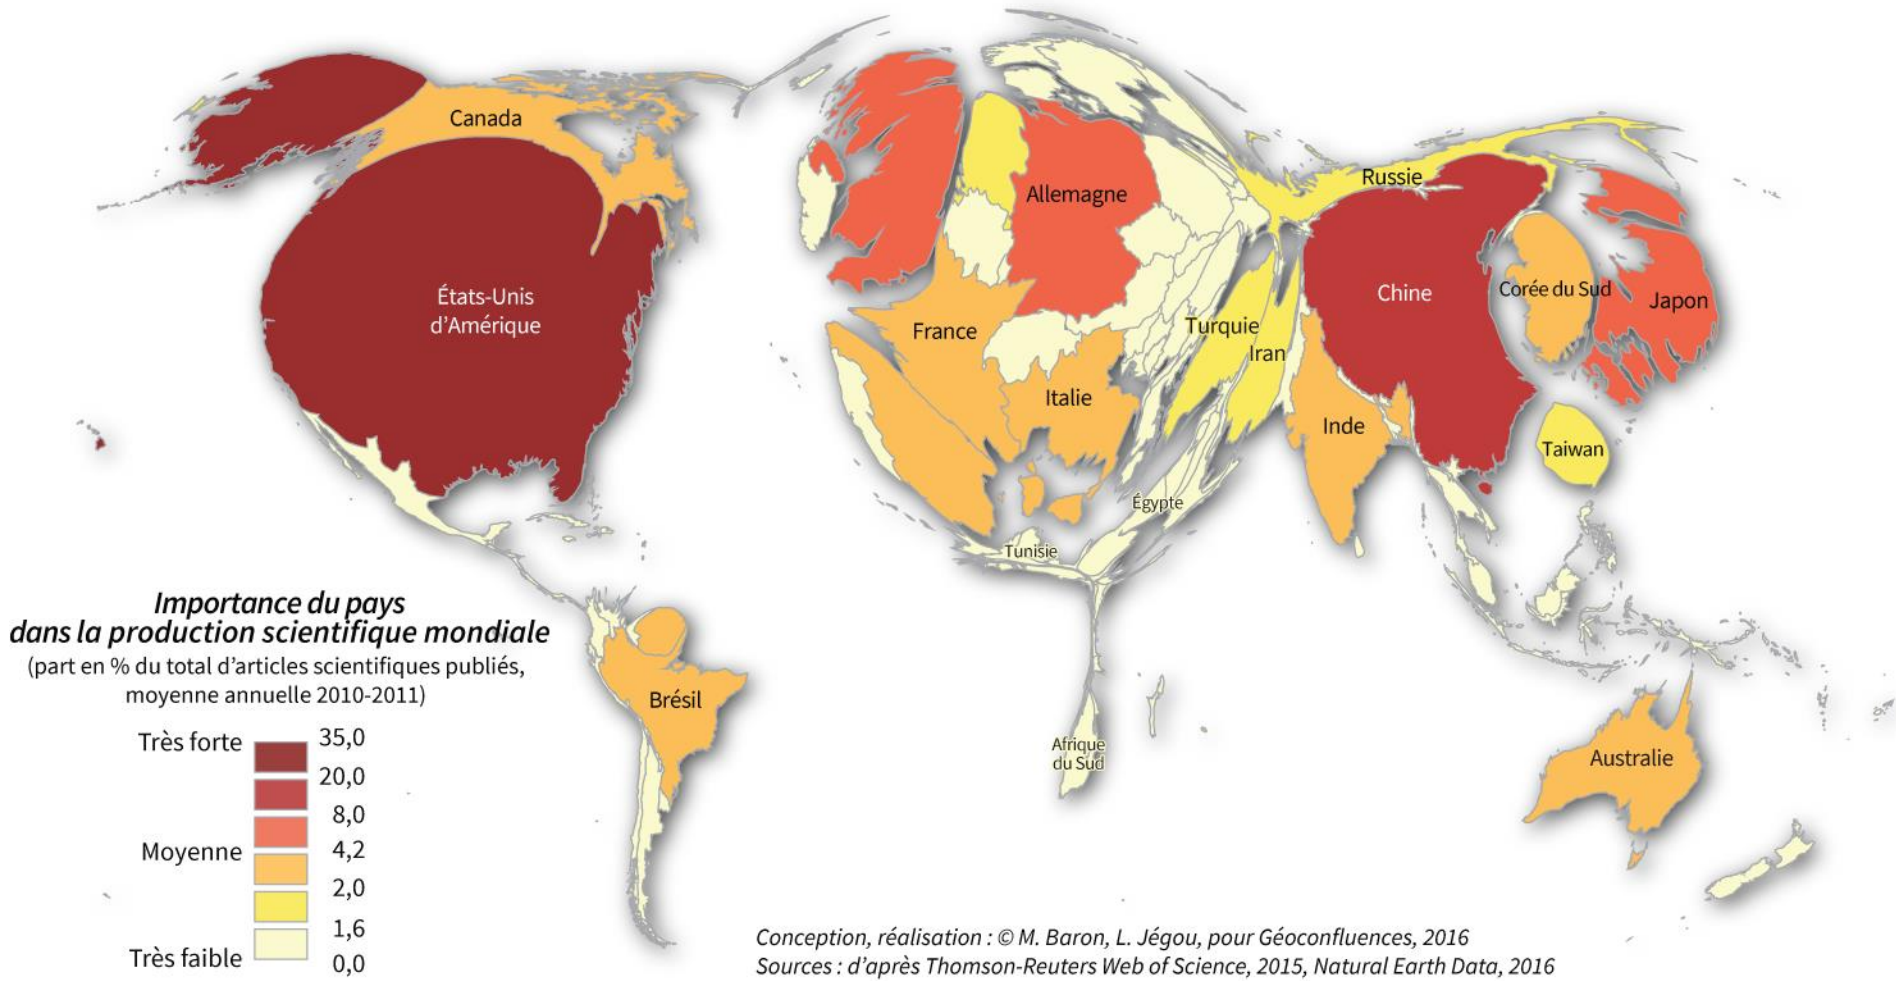 Canada
États-Unis
d'Amérique
Allemagne
Russie
France
Italie
Turquie
Iran
Chine
Corée du Sud
Japon
Inde
Taiwan
Égypte
Tunisie
Brésil
Afrique
du Sud
Australie
Importance du pays
dans la production scientifique mondiale
(part en % du total d'articles scientifiques publiés,
moyenne annuelle 2010-2011)
Très forte
35,0
20,0
8,0
Moyenne
4,2
2,0
1,6
Très faible
0,0
Conception, réalisation : © M. Baron, L. Jégou, pour Géoconfluences, 2016
Sources : d'après Thomson-Reuters Web of Science, 2015, Natural Earth Data, 2016